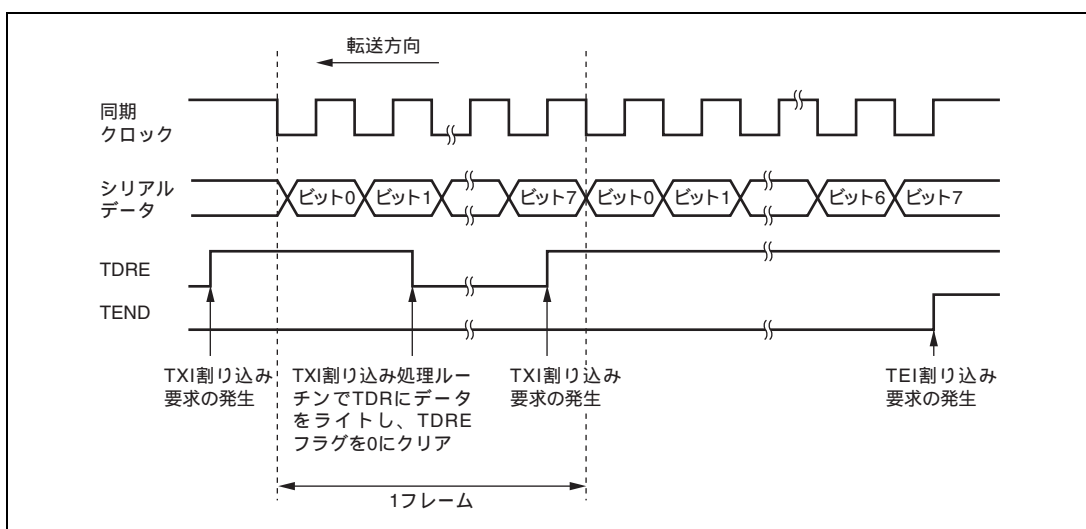 転送方向
同期
クロック
シリアル
データ
ビット0
ビット1
ビット7
ビット0
ビット1
ビット6
ビット7
TDRE
TEND
TXI割り込み
要求の発生
TXI割り込み処理ルー
チンでTDRにデータ
をライトし、TDRE
フラグを0にクリア
TXI割り込み
要求の発生
TEI割り込み
要求の発生
1フレーム